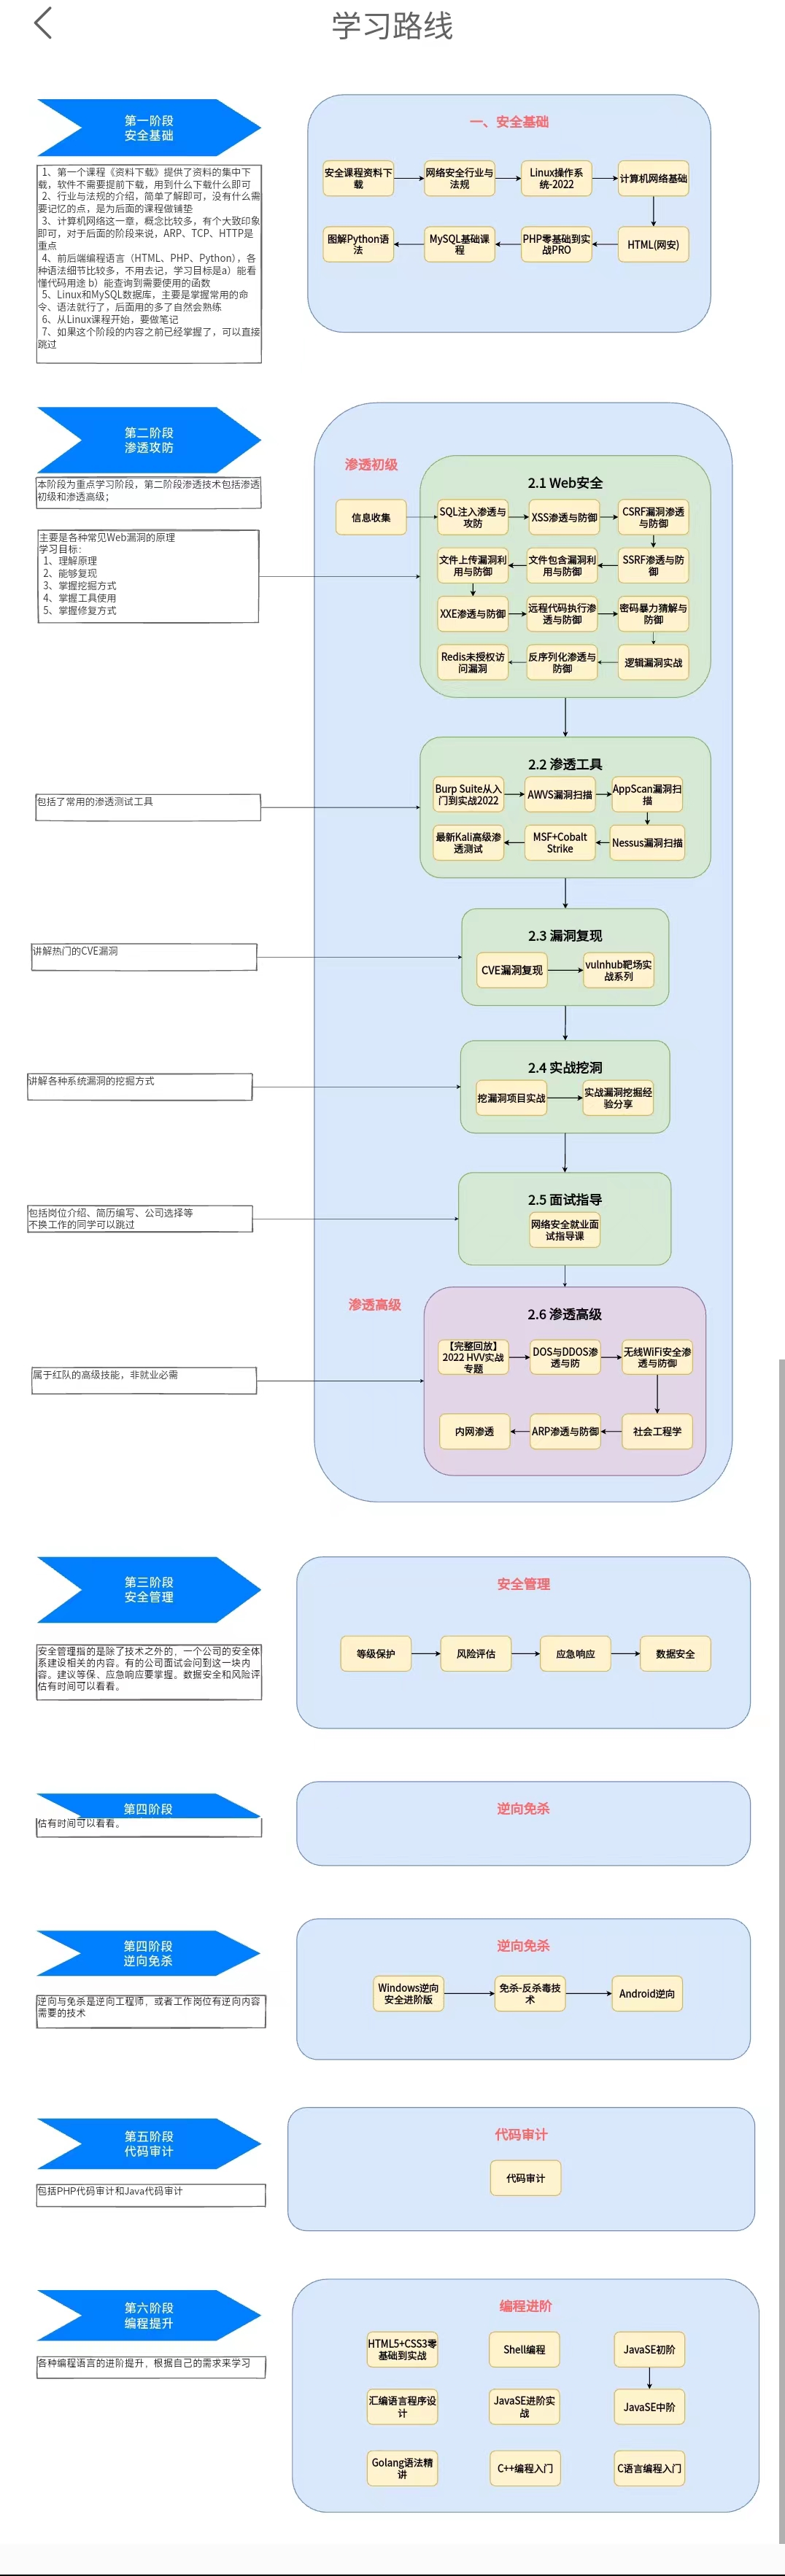 学习路线
第一阶段
安全基础
1、第一个课程《资料下载》提供了资料的集中下
载，软件不需要提前下载，用到什么下载什么即可
2、行业与法规的介绍，简单了解即可，没有什么需
要记忆的点，是为后面的课程做铺垫
3、计算机网络这一章，概念比较多，有个大致印象
即可，对于后面的阶段来说，ARP、TCP、HTTP是
重点
4、前后端编程语言（HTML、PHP、Python），各
种语法细节比较多，不用去记，学习目标是a）能看
懂代码用途 b）能查询到需要使用的函数
5、Linux和MySQL数据库，主要是掌握常用的命
令、语法就行了，后面用的多了自然会熟练
6、从Linux课程开始，要做笔记
7、如果这个阶段的内容之前已经掌握了，可以直接
跳过
一、安全基础
安全课程资料下
载
网络安全行业与
法规
Linux操作系
统-2022
计算机网络基础
图解Python语
法
MySQL基础课
程
PHP零基础到实
战PRO
HTML(网安)
第二阶段
渗透攻防
本阶段为重点学习阶段，第二阶段渗透技术包括渗透
初级和渗透高级；
主要是各种常见Web漏洞的原理
学习目标：
1、理解原理
2、能够复现
3、掌握挖掘方式
4、掌握工具使用
5、掌握修复方式
渗透初级
信息收集
2.1 Web安全
SQL注入渗透与
攻防
XSS渗透与防御
CSRF漏洞渗透
与防御
文件上传漏洞利
用与防御
文件包含漏洞利
用与防御
SSRF渗透与防
御
XXE渗透与防御
远程代码执行渗
透与防御
密码暴力猜解与
防御
Redis未授权访
问漏洞
反序列化渗透与
防御
逻辑漏洞实战
包括了常用的渗透测试工具
2.2 渗透工具
Burp Suite从入
门到实战2022
AWVS漏洞扫描
AppScan漏洞扫
描
最新Kali高级渗
透测试
MSF+Cobalt
Strike
Nessus漏洞扫描
讲解热门的CVE漏洞
2.3 漏洞复现
CVE漏洞复现
vulnhub靶场实
战系列
讲解各种系统漏洞的挖掘方式
2.4 实战挖洞
挖漏洞项目实战
实战漏洞挖掘经
验分享
包括岗位介绍、简历编写、公司选择等
不换工作的同学可以跳过
2.5 面试指导
网络安全就业面
试指导课
渗透高级
属于红队的高级技能，非就业必需
2.6 渗透高级
【完整回放】
2022 HVV实战
专题
DOS与DDOS渗
透与防
无线WiFi安全渗
透与防御
内网渗透
ARP渗透与防御
社会工程学
第三阶段
安全管理
安全管理指的是除了技术之外的，一个公司的安全体
系建设相关的内容。有的公司面试会问到这一块内
容。建议等保、应急响应要掌握。数据安全和风险评
估有时间可以看看。
安全管理
等级保护
风险评估
应急响应
数据安全
第四阶段
估有时间可以看看。
逆向免杀
第四阶段
逆向免杀
逆向与免杀是逆向工程师，或者工作岗位有逆向内容
需要的技术
逆向免杀
Windows逆向
安全进阶版
免杀-反杀毒技
术
Android逆向
第五阶段
代码审计
包括PHP代码审计和Java代码审计
代码审计
代码审计
第六阶段
编程提升
各种编程语言的进阶提升，根据自己的需求来学习
编程进阶
HTML5+CSS3零
基础到实战
Shell编程
JavaSE初阶
汇编语言程序设
计
JavaSE进阶实
战
JavaSE中阶
Golang语法精
讲
C++编程入门
C语言编程入门